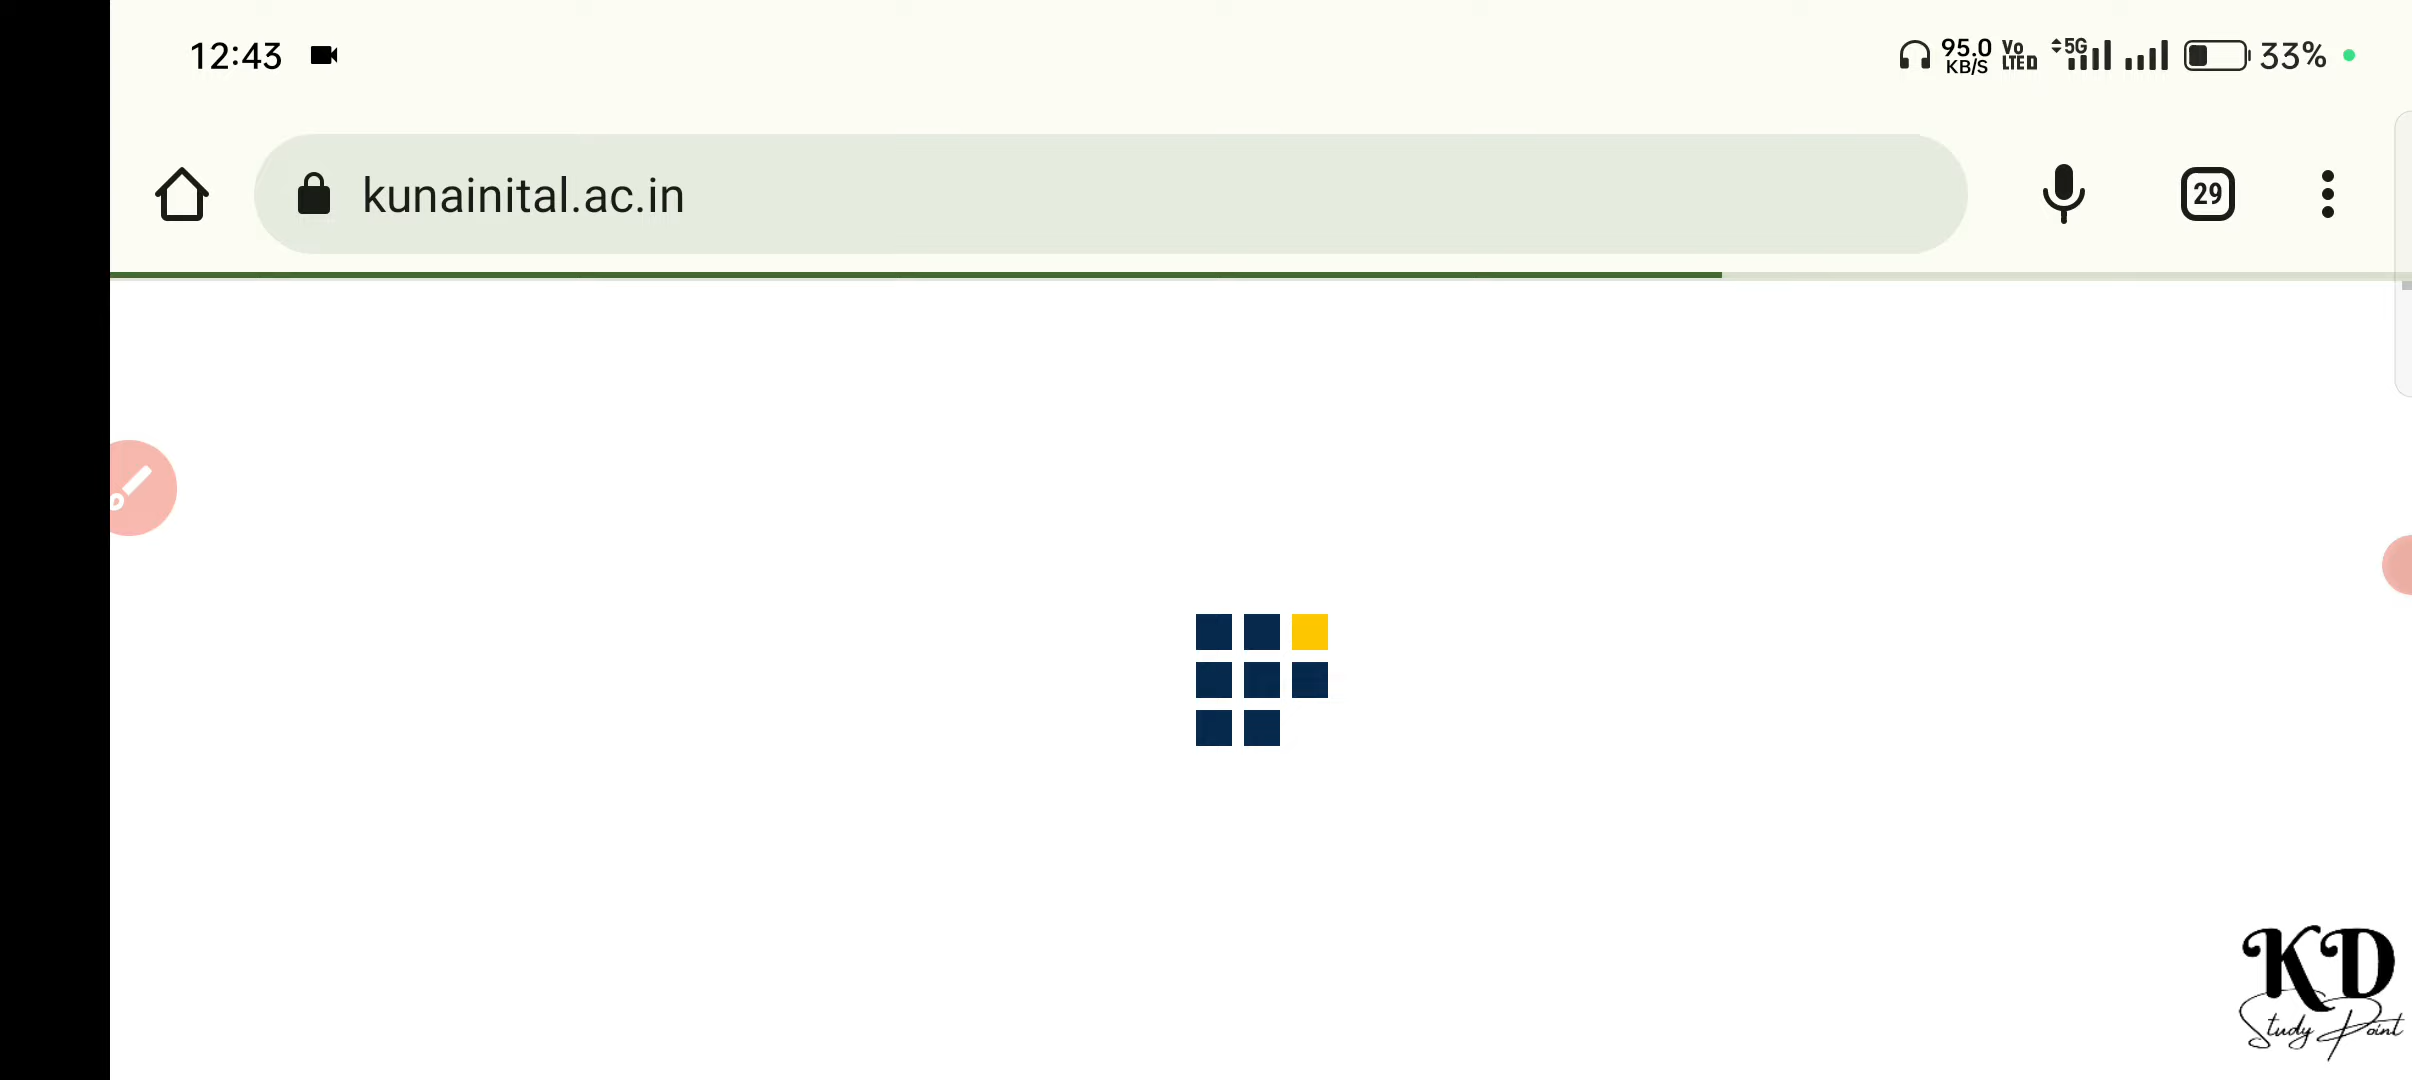 12:43
95.0 KB/S Vo LTE 5G 33%
kunainital.ac.in
29
KD
Study Point